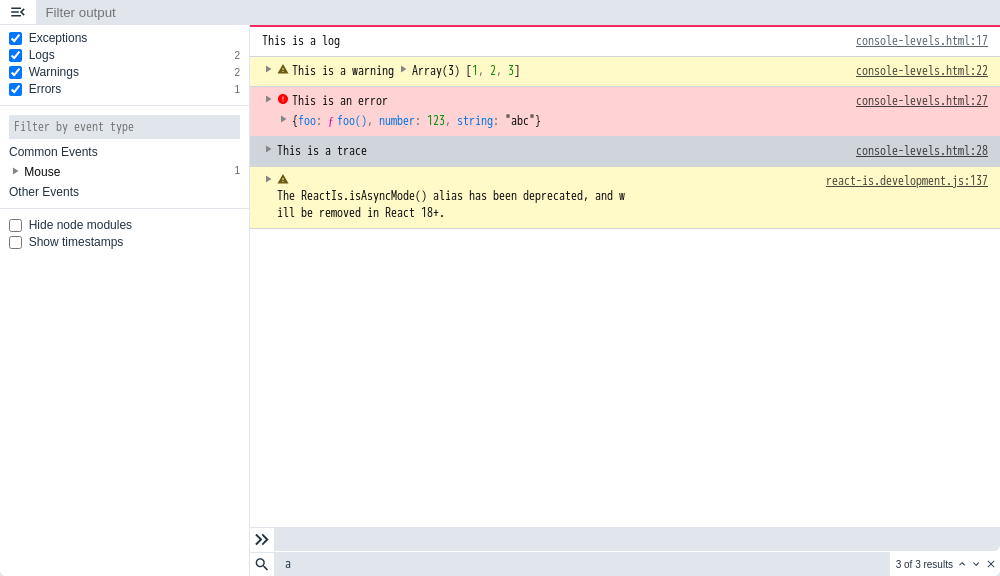 Filter output
Exceptions
Logs 2
Warnings 2
Errors 1
Filter by event type
Common Events
Mouse 1
Other Events
Hide node modules
Show timestamps
This is a log console-levels.html:17
This is a warning Array(3) [1, 2, 3] console-levels.html:22
This is an error console-levels.html:27
{foo: ƒ foo(), number: 123, string: "abc"}
This is a trace console-levels.html:28
react-is.development.js:137
The ReactIs.isAsyncMode() alias has been deprecated, and w
ill be removed in React 18+.
a 3 of 3 results